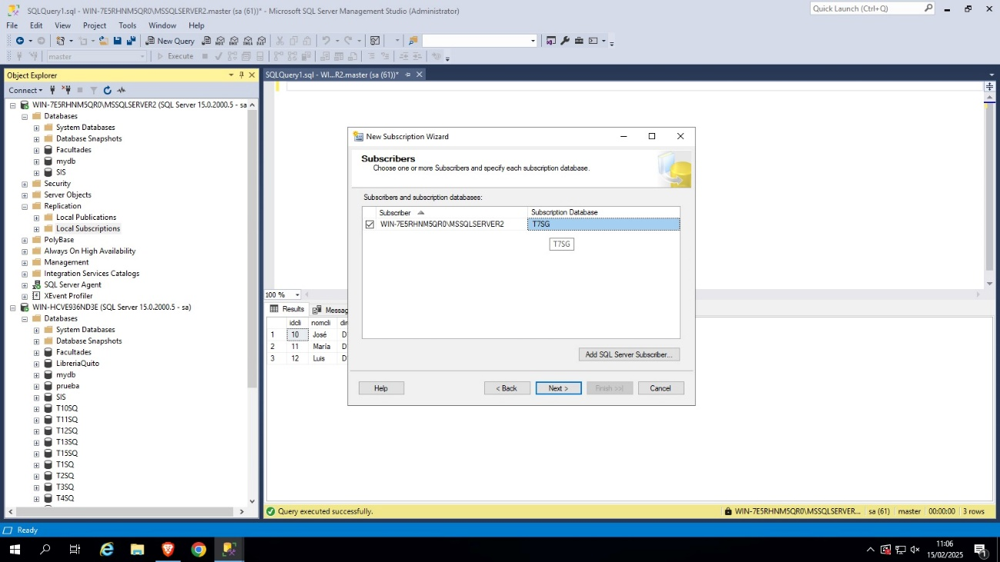 SQLQuery1.sql - WIN-7E5RHNM5QR0\MSSQLSERVER2.master (sa (61))* - Microsoft SQL Server Management Studio (Administrator)
Quick Launch (Ctrl+Q)
File Edit View Project Tools Window Help
New Query
master
Execute
Object Explorer
SQLQuery1.sql - WI...R2.master (sa (61))*
Connect
WIN-7E5RHNM5QR0\MSSQLSERVER2 (SQL Server 15.0.2000.5 - sa
Databases
System Databases
Database Snapshots
Facultades
mydb
SIS
Security
Server Objects
Replication
Local Publications
Local Subscriptions
PolyBase
Always On High Availability
Management
Integration Services Catalogs
SQL Server Agent
XEvent Profiler
WIN-HCVE936ND3E (SQL Server 15.0.2000.5 - sa)
Databases
System Databases
Database Snapshots
Facultades
LibreriaQuito
mydb
prueba
SIS
T10SQ
T11SQ
T12SQ
T13SQ
T15SQ
T1SQ
T2SQ
T3SQ
T4SQ
New Subscription Wizard
Subscribers
Choose one or more Subscribers and specify each subscription database.
Subscribers and subscription databases:
Subscriber Subscription Database
WIN-7E5RHNM5QR0\MSSQLSERVER2 T7SG
T7SG
Add SQL Server Subscriber...
Help < Back Next > Finish >>| Cancel
100 %
Results Messag
idcli nomcli dir
1 10 José D
2 11 María D
3 12 Luis D
Query executed successfully.
WIN-7E5RHNM5QR0\MSSQLSERVER... sa (61) master 00:00:00 3 rows
Ready
11:06
15/02/2025
1